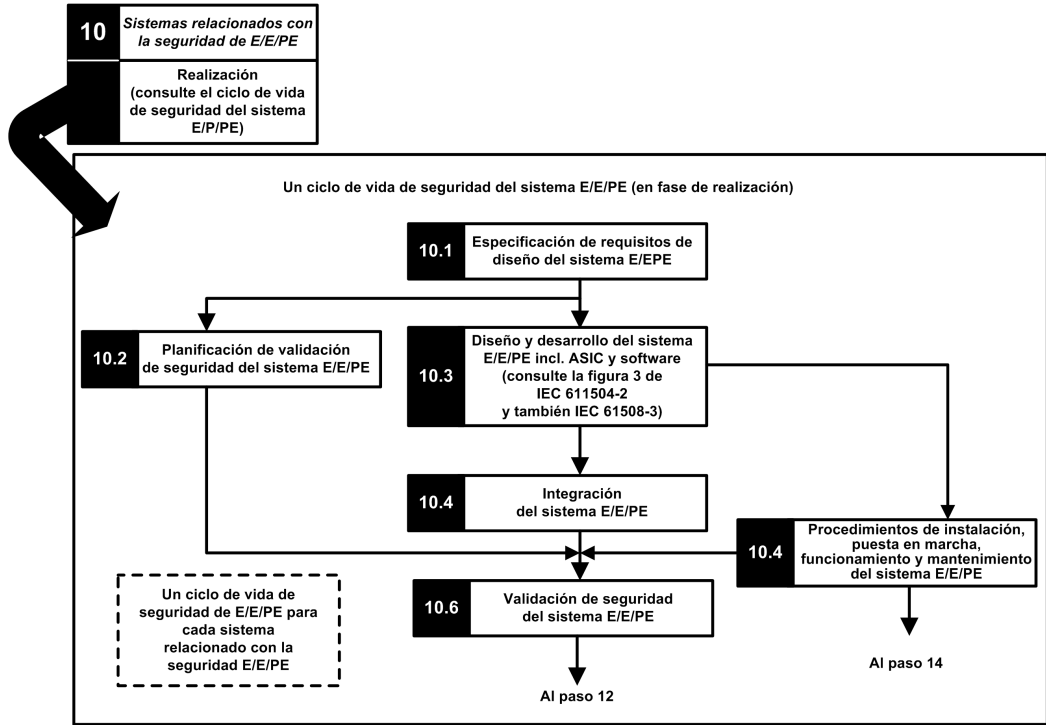 10
Sistemas relacionados con
la seguridad de E/E/PE
Realización
(consulte el ciclo de vida
de seguridad del sistema
E/P/PE)
Un ciclo de vida de seguridad del sistema E/E/PE (en fase de realización)
10.1
Especificación de requisitos de
diseño del sistema E/EPE
10.2
Planificación de validación
de seguridad del sistema E/E/PE
10.3
Diseño y desarrollo del sistema
E/E/PE incl. ASIC y software
(consulte la figura 3 de
IEC 611504-2
y también IEC 61508-3)
10.4
Integración
del sistema E/E/PE
10.4
Procedimientos de instalación,
puesta en marcha,
funcionamiento y mantenimiento
del sistema E/E/PE
Un ciclo de vida de
seguridad de E/E/PE para
cada sistema
relacionado con la
seguridad E/E/PE
10.6
Validación de seguridad
del sistema E/E/PE
Al paso 14
Al paso 12